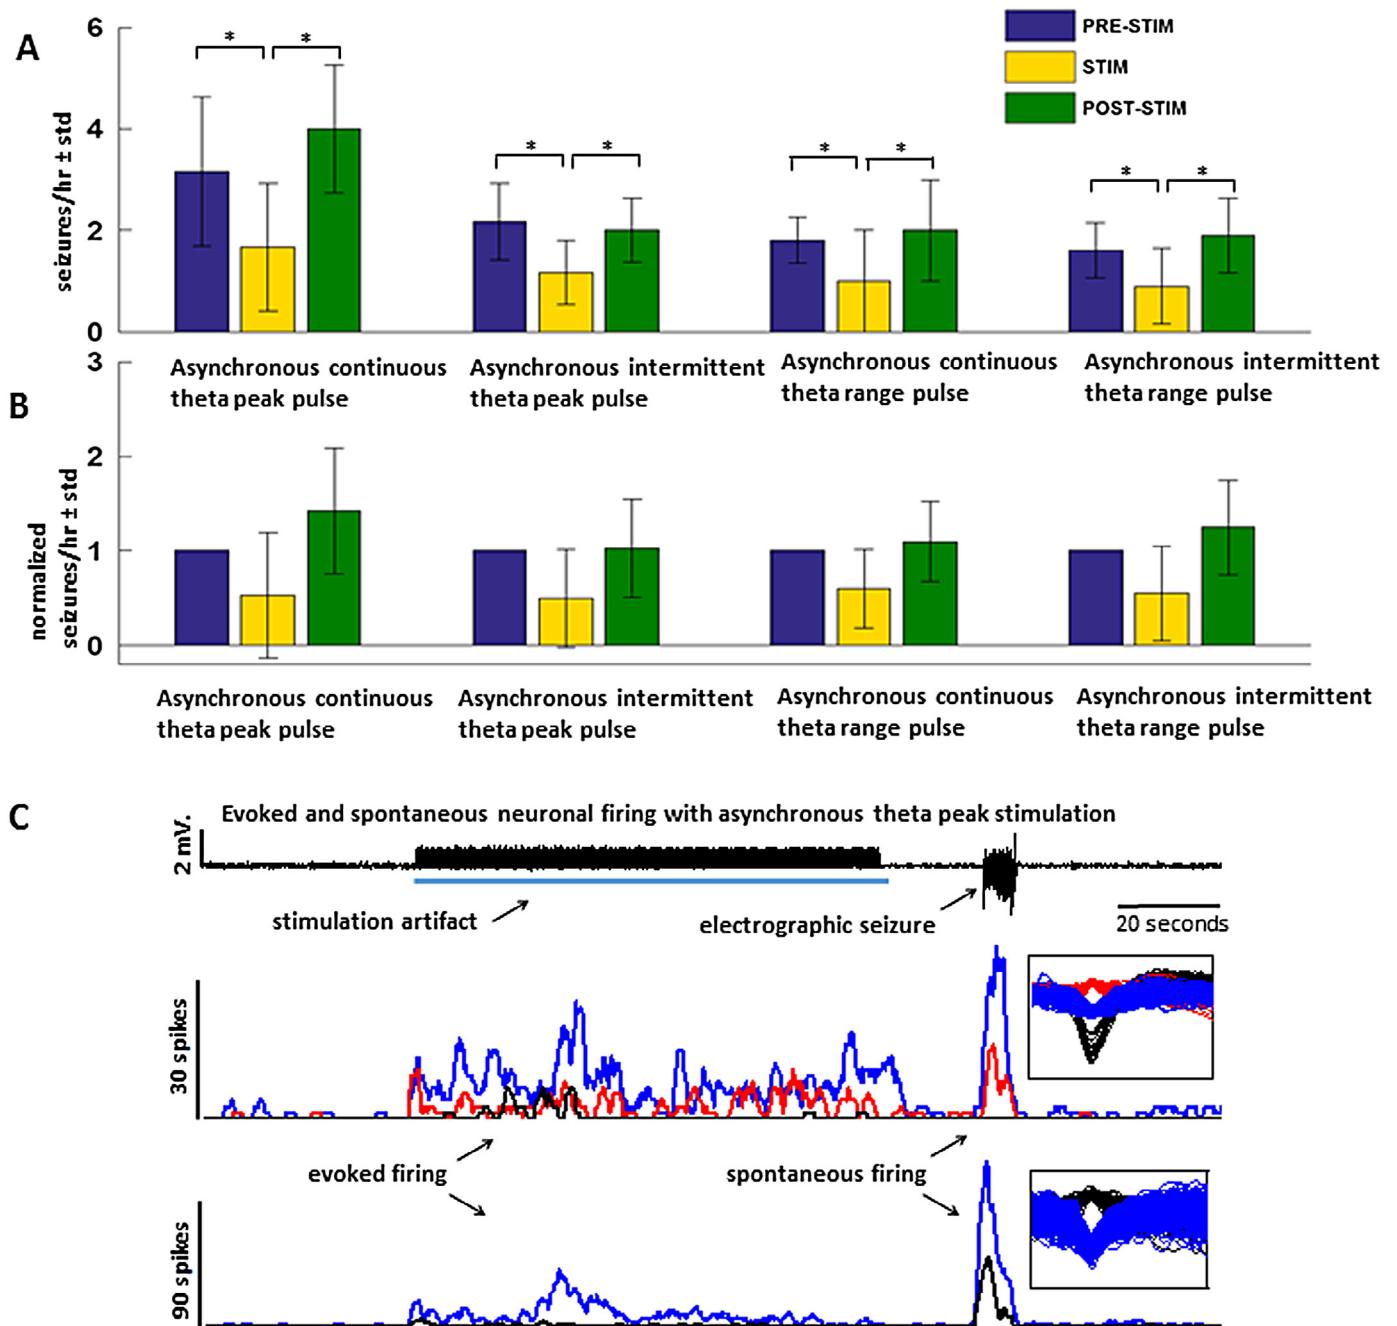 A
6
4
2
0
seizures/hr ± std
* *
* *
* *
* *
PRE-STIM
STIM
POST-STIM
Asynchronous continuous
theta peak pulse
Asynchronous intermittent
theta peak pulse
Asynchronous continuous
theta range pulse
Asynchronous intermittent
theta range pulse
B
3
2
1
0
normalized
seizures/hr ± std
Asynchronous continuous
theta peak pulse
Asynchronous intermittent
theta peak pulse
Asynchronous continuous
theta range pulse
Asynchronous intermittent
theta range pulse
C
Evoked and spontaneous neuronal firing with asynchronous theta peak stimulation
2 mV.
stimulation artifact
electrographic seizure
20 seconds
30 spikes
evoked firing
spontaneous firing
90 spikes